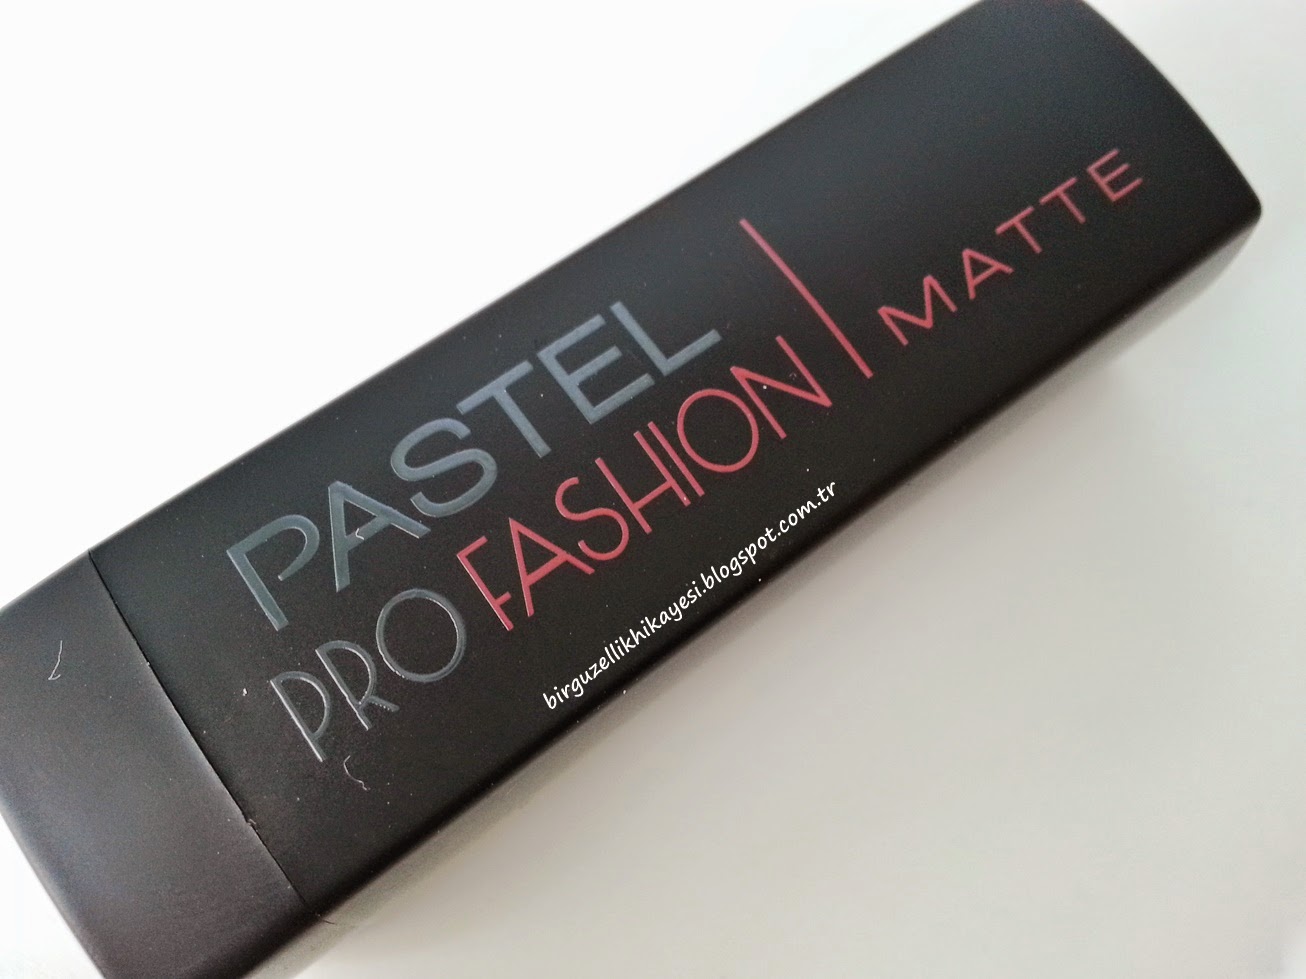 PASTEL
PRO FASHION | MATTE
birguzellikhikayesi.blogspot.com.tr